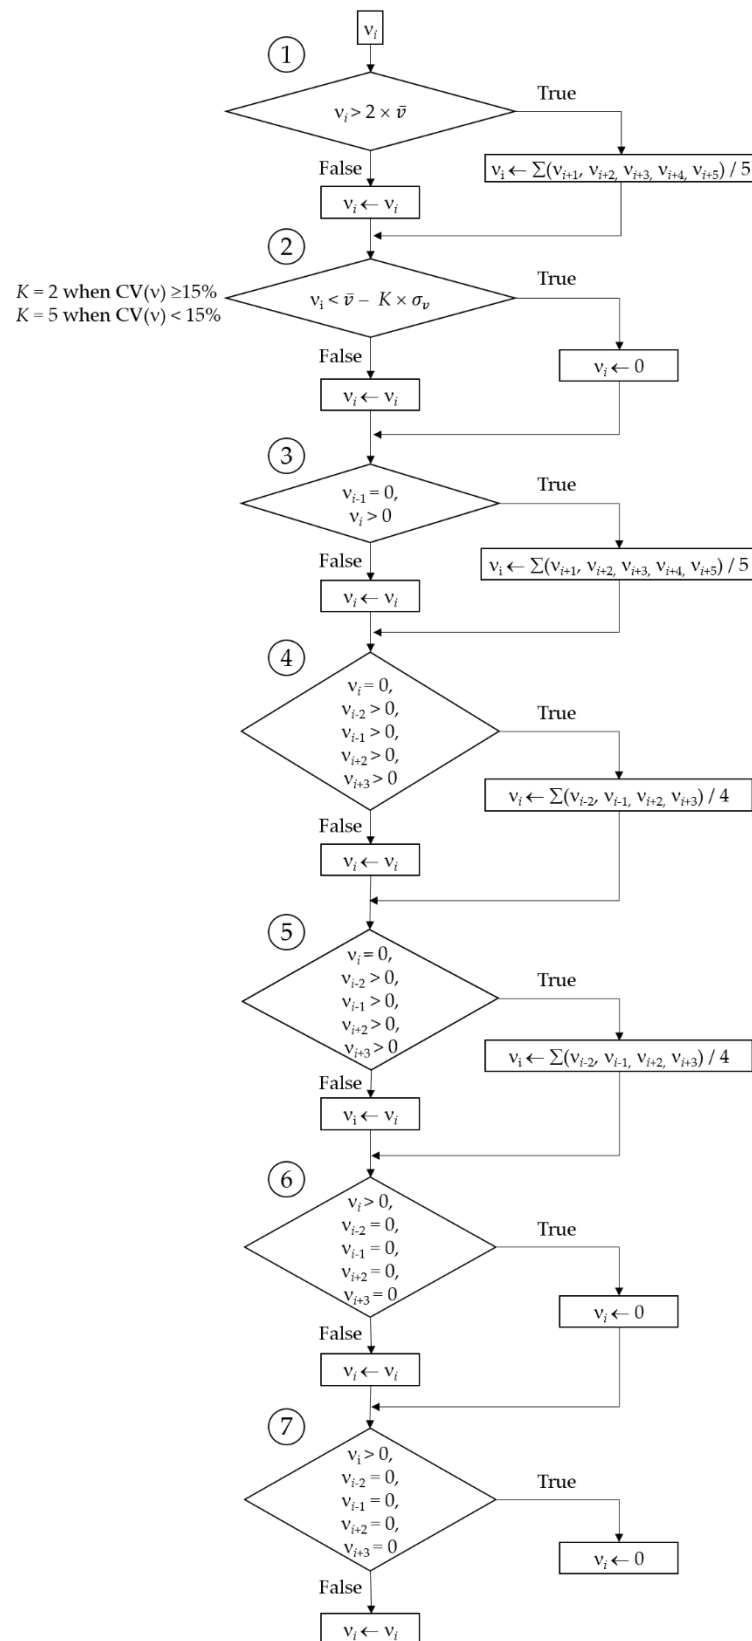 νᵢ
①
νᵢ > 2 × v̄
True
False
νᵢ ← Σ(νᵢ₊₁, νᵢ₊₂, νᵢ₊₃, νᵢ₊₄, νᵢ₊₅) / 5
νᵢ ← νᵢ
②
K = 2 when CV(ν) ≥15%
K = 5 when CV(ν) < 15%
νᵢ < v̄ − K × σᵥ
True
False
νᵢ ← 0
νᵢ ← νᵢ
③
νᵢ₋₁ = 0,
νᵢ > 0
True
False
νᵢ ← Σ(νᵢ₊₁, νᵢ₊₂, νᵢ₊₃, νᵢ₊₄, νᵢ₊₅) / 5
νᵢ ← νᵢ
④
νᵢ = 0,
νᵢ₋₂ > 0,
νᵢ₋₁ > 0,
νᵢ₊₂ > 0,
νᵢ₊₃ > 0
True
νᵢ ← Σ(νᵢ₋₂, νᵢ₋₁, νᵢ₊₂, νᵢ₊₃) / 4
False
νᵢ ← νᵢ
⑤
νᵢ = 0,
νᵢ₋₂ > 0,
νᵢ₋₁ > 0,
νᵢ₊₂ > 0,
νᵢ₊₃ > 0
True
νᵢ ← Σ(νᵢ₋₂, νᵢ₋₁, νᵢ₊₂, νᵢ₊₃) / 4
False
νᵢ ← νᵢ
⑥
νᵢ > 0,
νᵢ₋₂ = 0,
νᵢ₋₁ = 0,
νᵢ₊₂ = 0,
νᵢ₊₃ = 0
True
νᵢ ← 0
False
νᵢ ← νᵢ
⑦
νᵢ > 0,
νᵢ₋₂ = 0,
νᵢ₋₁ = 0,
νᵢ₊₂ = 0,
νᵢ₊₃ = 0
True
νᵢ ← 0
False
νᵢ ← νᵢ